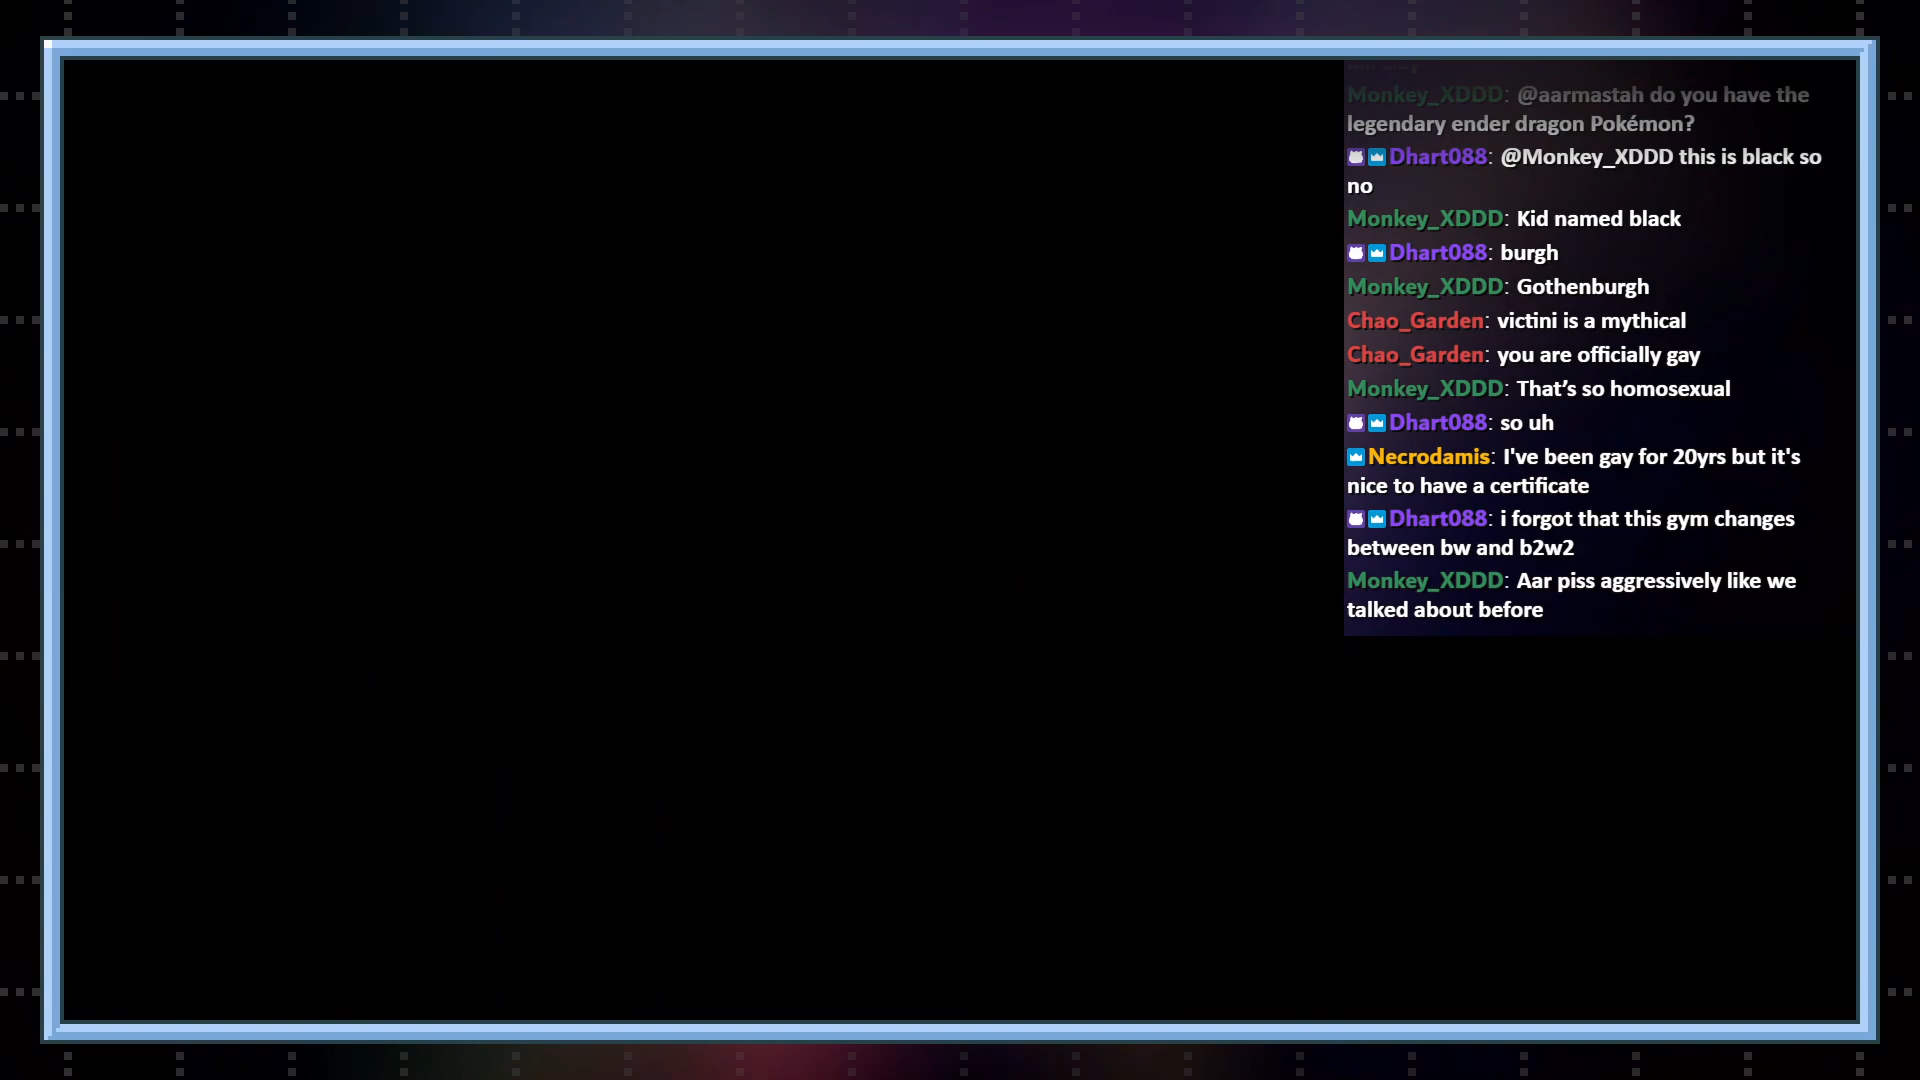 Monkey_XDDD: @aarmastah do you have the
legendary ender dragon Pokémon?
Dhart088: @Monkey_XDDD this is black so
no
Monkey_XDDD: Kid named black
Dhart088: burgh
Monkey_XDDD: Gothenburgh
Chao_Garden: victini is a mythical
Chao_Garden: you are officially gay
Monkey_XDDD: That’s so homosexual
Dhart088: so uh
Necrodamis: I've been gay for 20yrs but it's
nice to have a certificate
Dhart088: i forgot that this gym changes
between bw and b2w2
Monkey_XDDD: Aar piss aggressively like we
talked about before